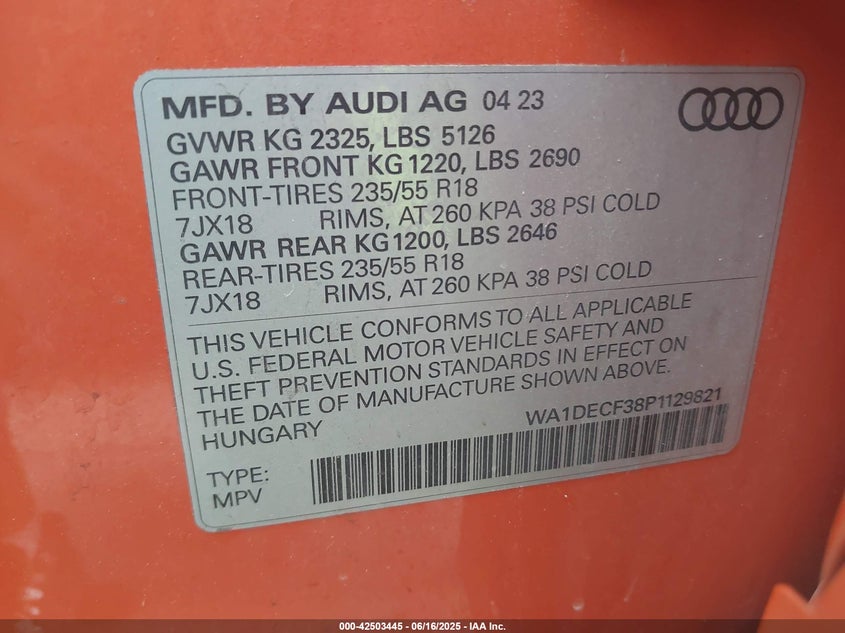 MFD. BY AUDI AG 04 23
GVWR KG 2325, LBS 5126
GAWR FRONT KG 1220, LBS 2690
FRONT-TIRES 235/55 R18
7JX18 RIMS, AT 260 KPA 38 PSI COLD
GAWR REAR KG 1200, LBS 2646
REAR-TIRES 235/55 R18
7JX18 RIMS, AT 260 KPA 38 PSI COLD
THIS VEHICLE CONFORMS TO ALL APPLICABLE
U.S. FEDERAL MOTOR VEHICLE SAFETY AND
THEFT PREVENTION STANDARDS IN EFFECT ON
THE DATE OF MANUFACTURE SHOWN ABOVE.
HUNGARY WA1DECF38P1129821
TYPE:
MPV
000-42503445 - 06/16/2025 - IAA Inc.